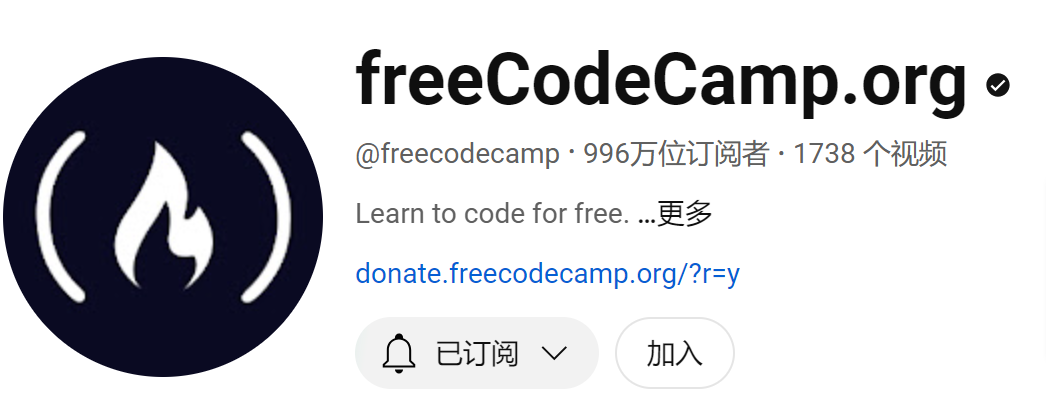 freeCodeCamp.org
@freecodecamp · 996万位订阅者 · 1738 个视频
Learn to code for free. ...更多
donate.freecodecamp.org/?r=y
已订阅 加入